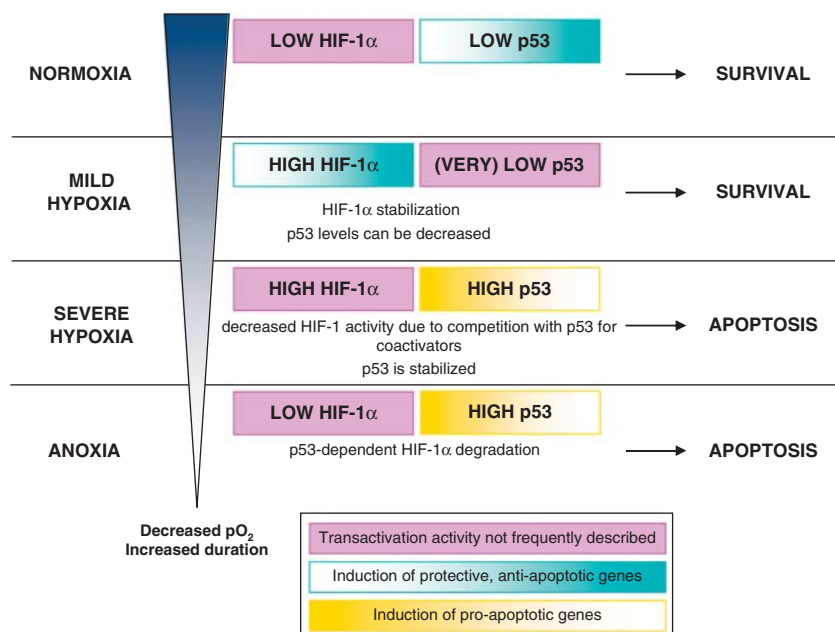 LOW HIF-1α LOW p53
NORMOXIA SURVIVAL
HIGH HIF-1α (VERY) LOW p53
MILD
HYPOXIA
SURVIVAL
HIF-1α stabilization
p53 levels can be decreased
HIGH HIF-1α HIGH p53
SEVERE
HYPOXIA
decreased HIF-1 activity due to competition with p53 for
coactivators
APOPTOSIS
p53 is stabilized
LOW HIF-1α HIGH p53
ANOXIA
p53-dependent HIF-1α degradation
APOPTOSIS
Decreased pO₂
Increased duration
Transactivation activity not frequently described
Induction of protective, anti-apoptotic genes
Induction of pro-apoptotic genes